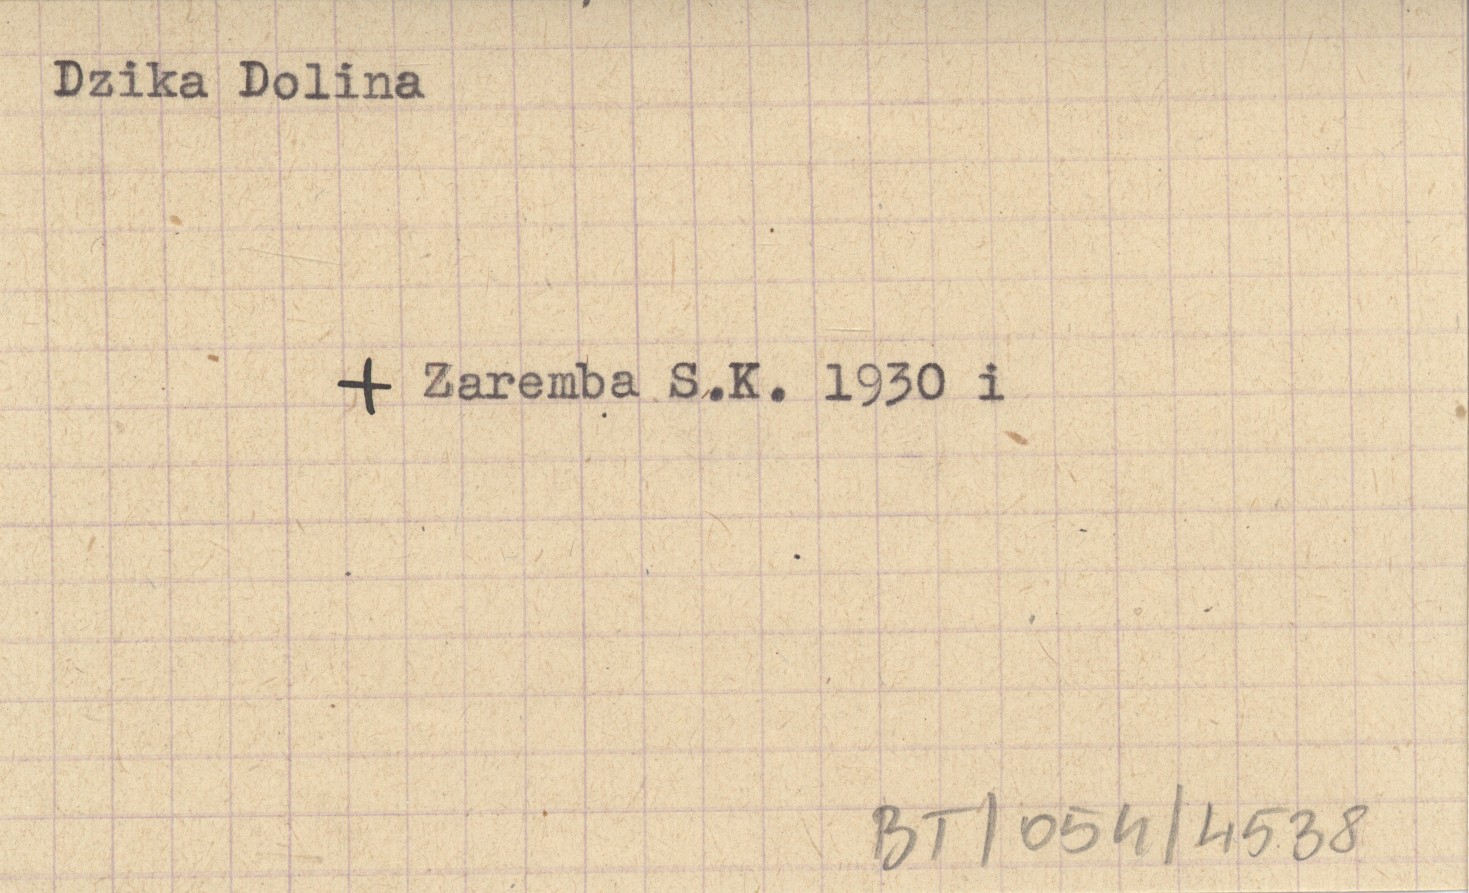 Dzika Dolina
+ Zaremba S.K. 1930 i
BT/054/4538